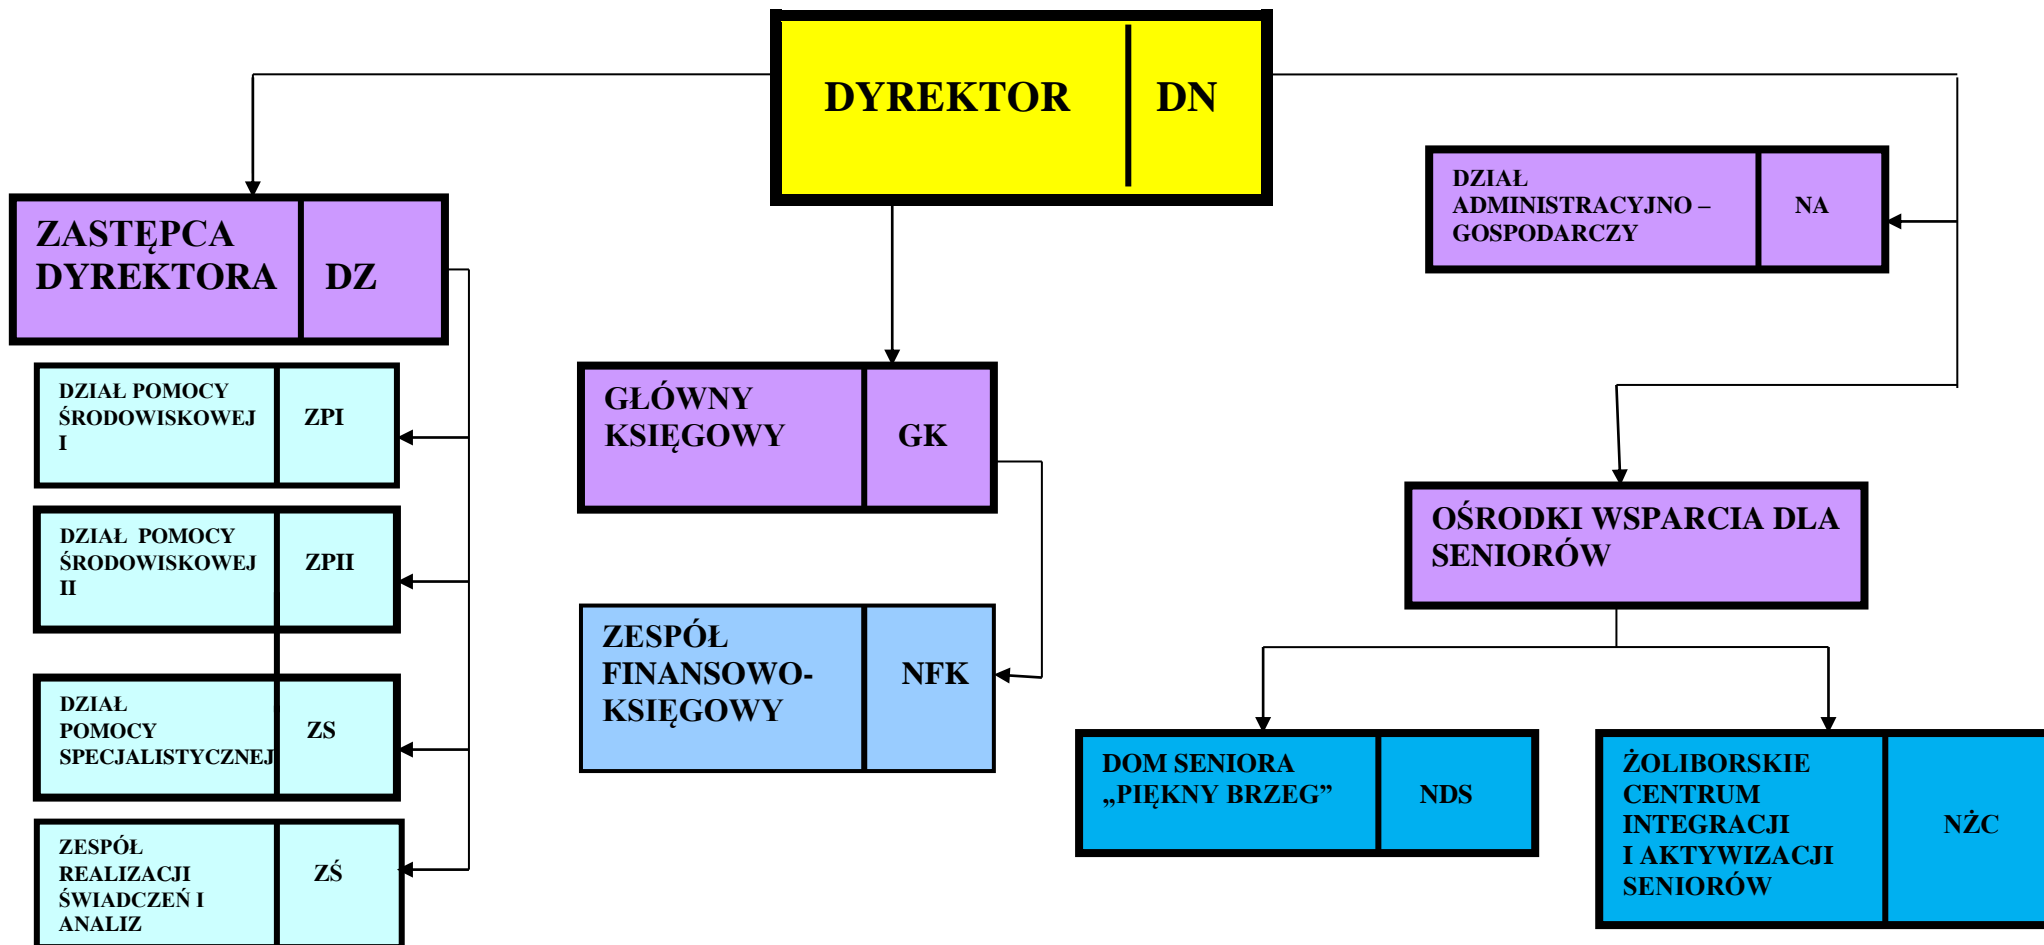 DYREKTOR DN
ZASTĘPCA
DYREKTORA DZ
DZIAŁ POMOCY
ŚRODOWISKOWEJ
I
ZPI
DZIAŁ POMOCY
ŚRODOWISKOWEJ
II
ZPII
DZIAŁ
POMOCY
SPECJALISTYCZNEJ
ZS
ZESPÓŁ
REALIZACJI
ŚWIADCZEŃ I
ANALIZ
ZŚ
GŁÓWNY
KSIĘGOWY
GK
ZESPÓŁ
FINANSOWO-
KSIĘGOWY
NFK
DZIAŁ
ADMINISTRACYJNO –
GOSPODARCZY
NA
OŚRODKI WSPARCIA DLA
SENIORÓW
DOM SENIORA
„PIĘKNY BRZEG”
NDS
ŻOLIBORSKIE
CENTRUM
INTEGRACJI
I AKTYWIZACJI
SENIORÓW
NŻC